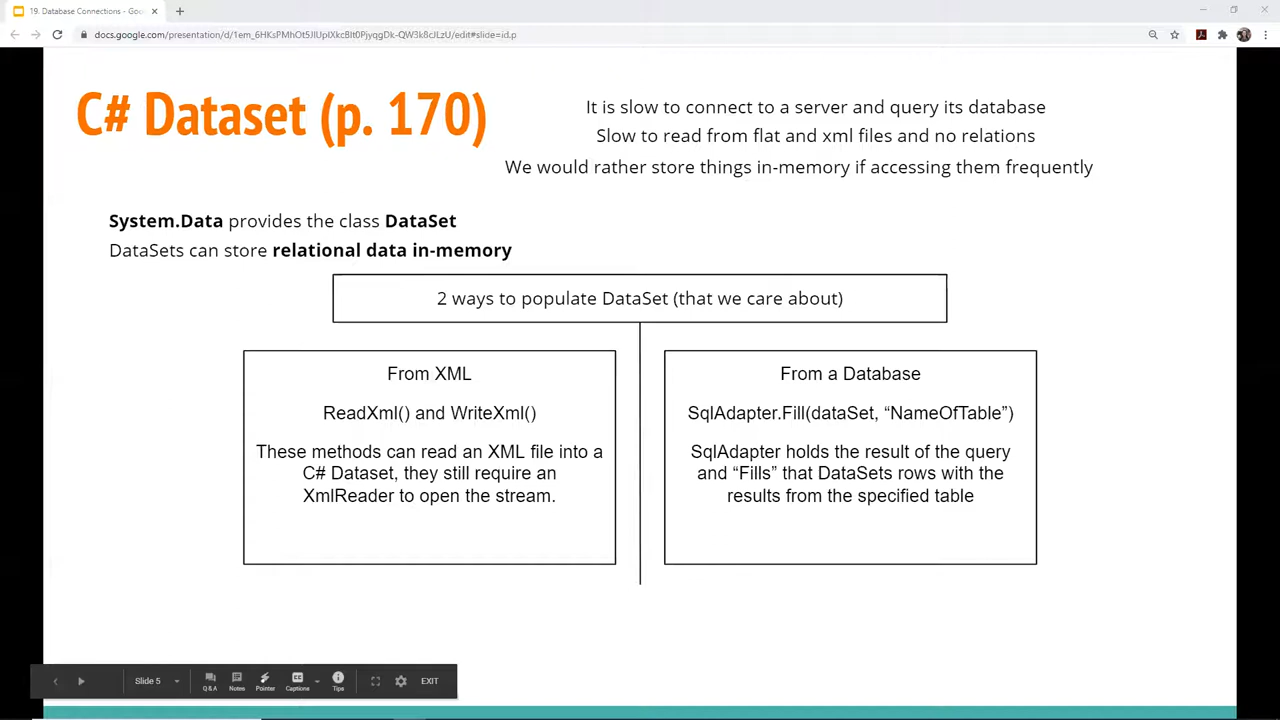 19. Database Connections - Goo
docs.google.com/presentation/d/1em_6HKsPMhOt5JlUpIXkcBIt0PjyqgDk-QW3k8cJLzU/edit#slide=id.p
C# Dataset (p. 170)
It is slow to connect to a server and query its database
Slow to read from flat and xml files and no relations
We would rather store things in-memory if accessing them frequently
System.Data provides the class DataSet
DataSets can store relational data in-memory
2 ways to populate DataSet (that we care about)
From XML
ReadXml() and WriteXml()
These methods can read an XML file into a
C# Dataset, they still require an
XmlReader to open the stream.
From a Database
SqlAdapter.Fill(dataSet, “NameOfTable”)
SqlAdapter holds the result of the query
and “Fills” that DataSets rows with the
results from the specified table
Slide 5
Q&A
Notes
Pointer
Captions
Tips
EXIT